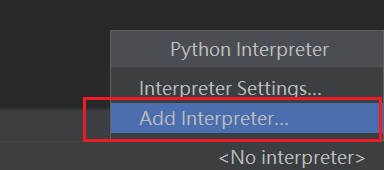 Python Interpreter
Interpreter Settings...
Add Interpreter...
<No interpreter>